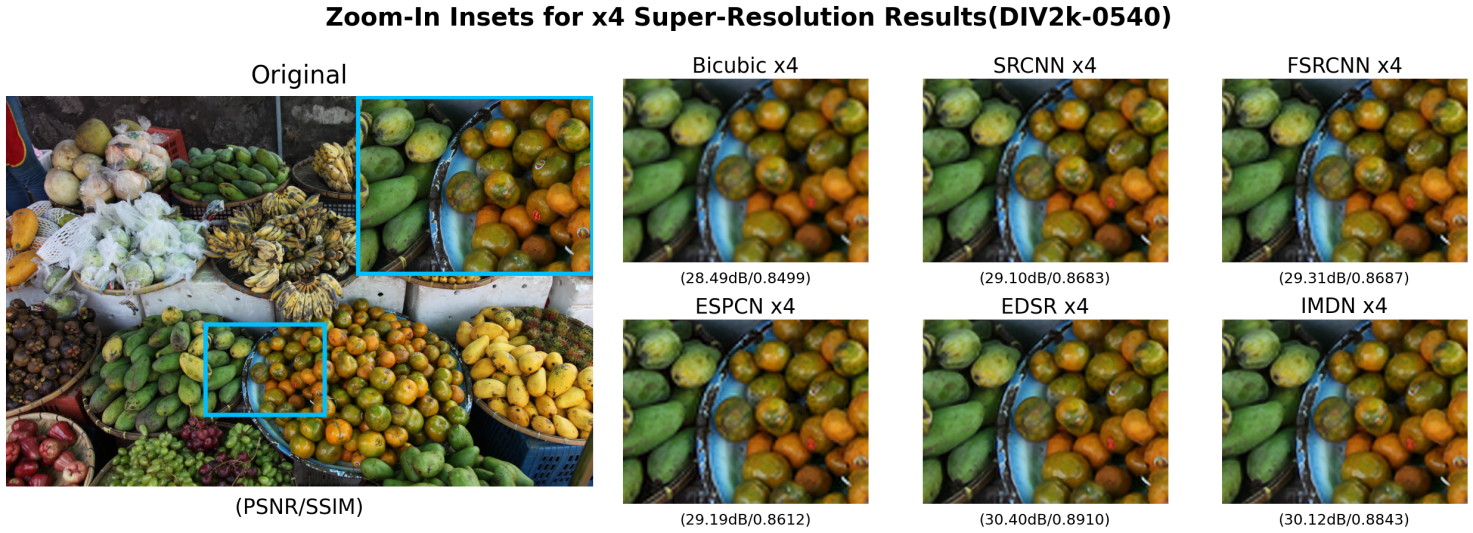 Zoom-In Insets for x4 Super-Resolution Results(DIV2k-0540)
Original
(PSNR/SSIM)
Bicubic x4
(28.49dB/0.8499)
SRCNN x4
(29.10dB/0.8683)
FSRCNN x4
(29.31dB/0.8687)
ESPCN x4
(29.19dB/0.8612)
EDSR x4
(30.40dB/0.8910)
IMDN x4
(30.12dB/0.8843)